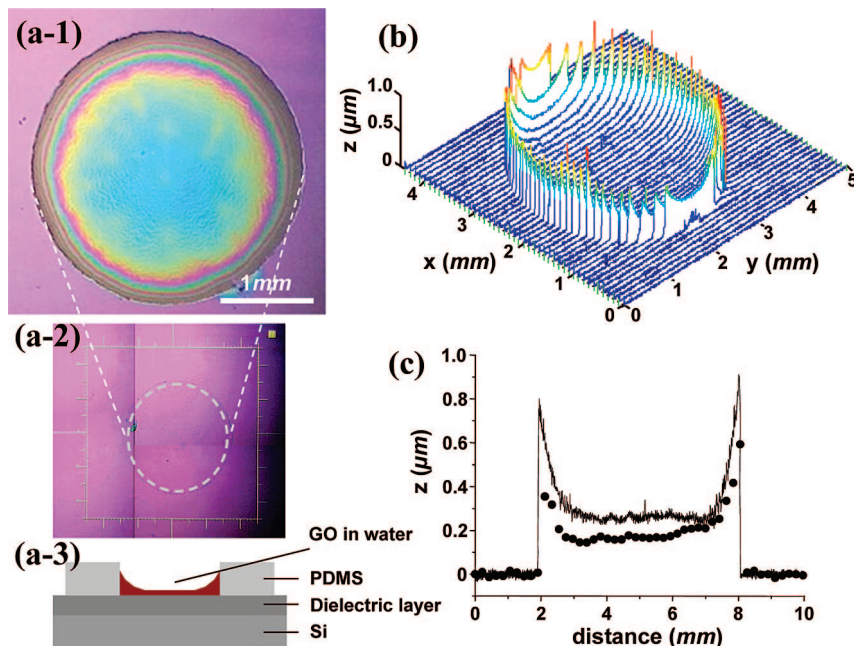 (a-1)
1mm
(a-2)
(a-3)
GO in water
PDMS
Dielectric layer
Si
(b)
z (µm)
1.0
0.5
0
4
3
2
1
0
x (mm)
0
1
2
3
4
5
y (mm)
(c)
z (µm)
1.0
0.8
0.6
0.4
0.2
0
0
2
4
6
8
10
distance (mm)